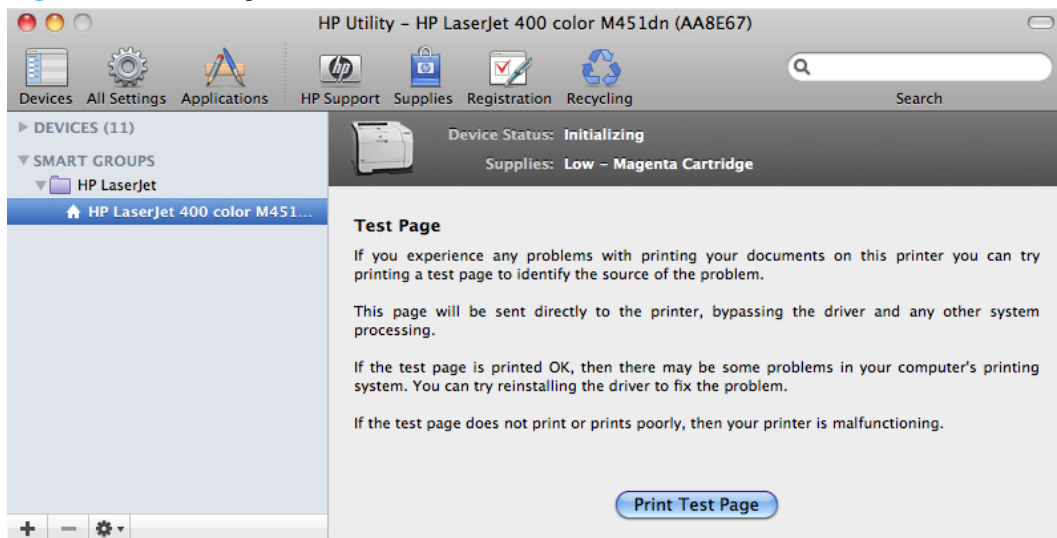 HP Utility – HP LaserJet 400 color M451dn (AA8E67)
Devices All Settings Applications HP Support Supplies Registration Recycling Search
DEVICES (11)
SMART GROUPS
HP LaserJet
HP LaserJet 400 color M451...
Device Status: Initializing
Supplies: Low – Magenta Cartridge
Test Page
If you experience any problems with printing your documents on this printer you can try
printing a test page to identify the source of the problem.
This page will be sent directly to the printer, bypassing the driver and any other system
processing.
If the test page is printed OK, then there may be some problems in your computer's printing
system. You can try reinstalling the driver to fix the problem.
If the test page does not print or prints poorly, then your printer is malfunctioning.
Print Test Page